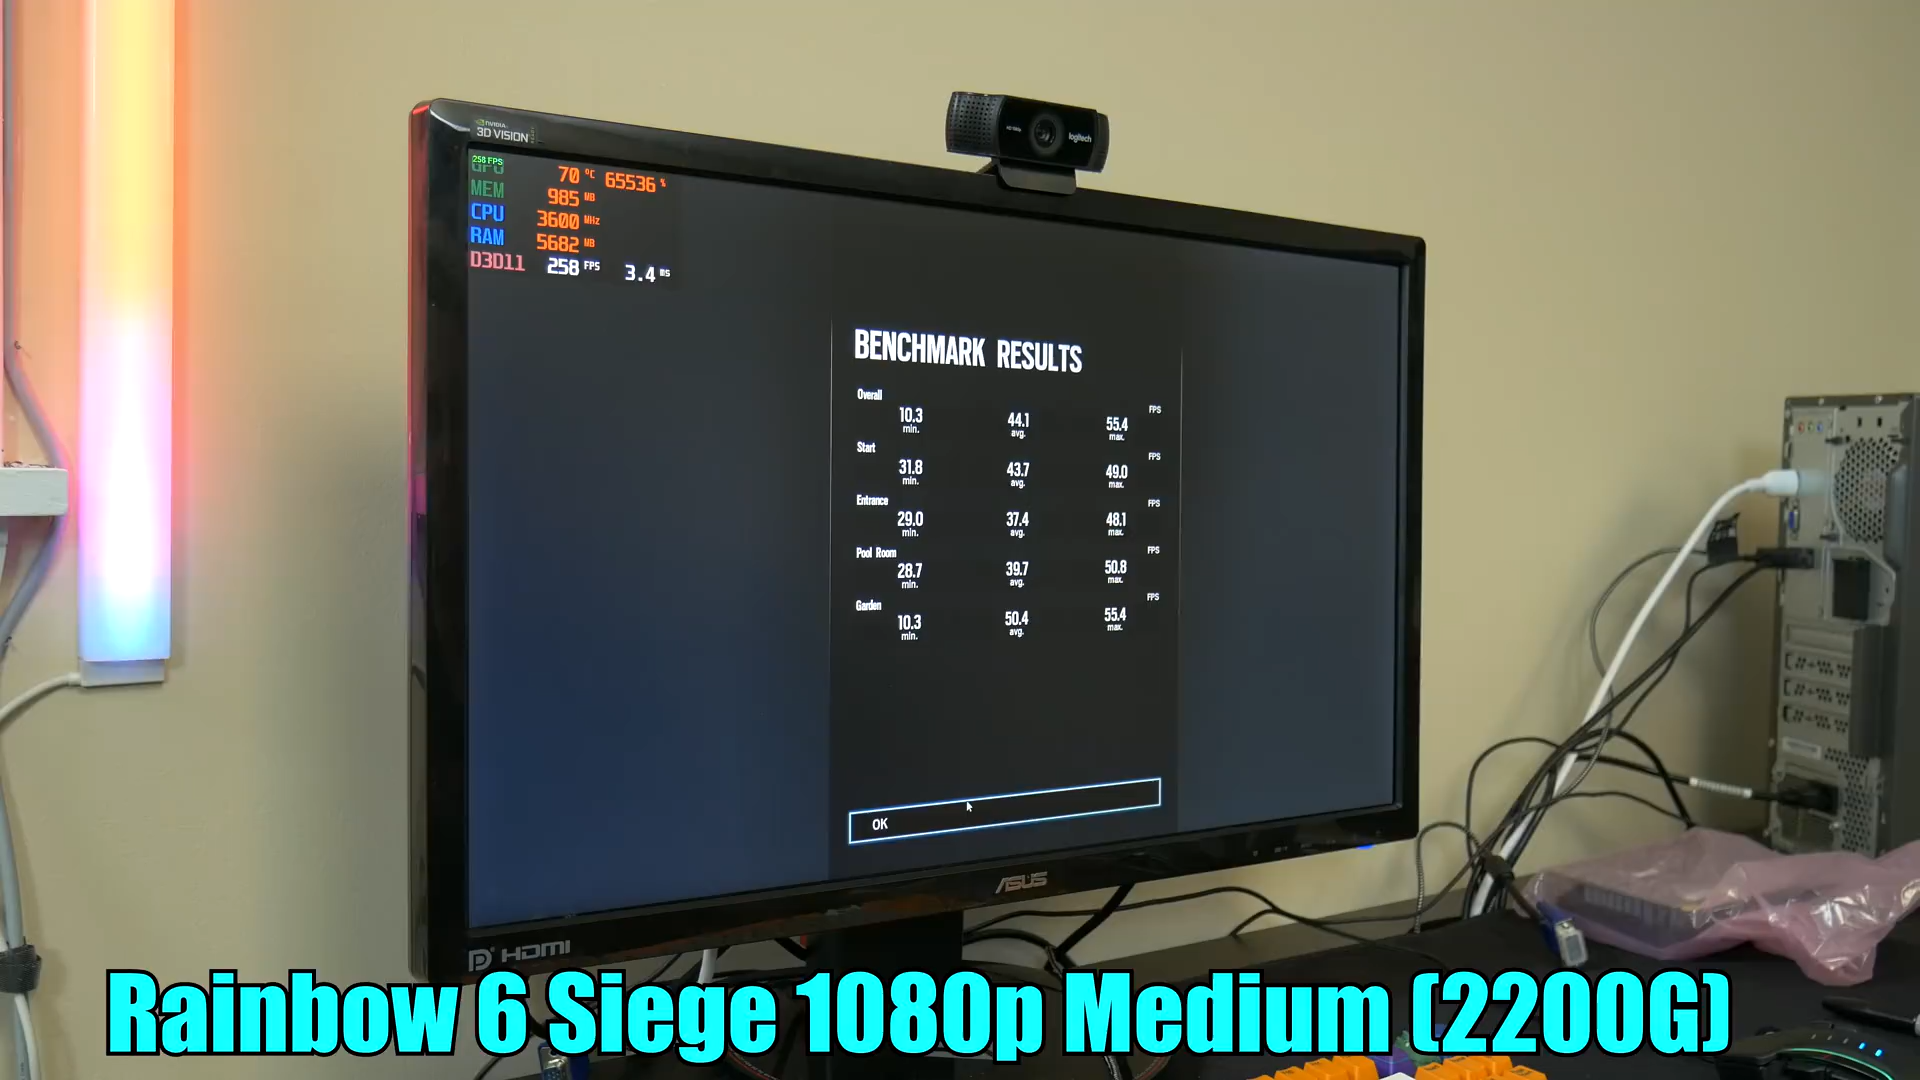 NVIDIA
3D VISION
logitech
258 FPS
GPU 70 °C 65536 %
MEM 985 MB
CPU 3600 MHz
RAM 5682 MB
D3D11 258 FPS 3.4 ms
BENCHMARK RESULTS
Overall
FPS
10.3 44.1 55.4
min. avg. max.
Start
FPS
31.8 43.7 49.0
min. avg. max.
Entrance
FPS
29.0 37.4 48.1
min. avg. max.
Pool Room
FPS
28.7 39.7 50.8
min. avg. max.
Garden
FPS
10.3 50.4 55.4
min. avg. max.
OK
ASUS
HDMI
Rainbow 6 Siege 1080p Medium (2200G)